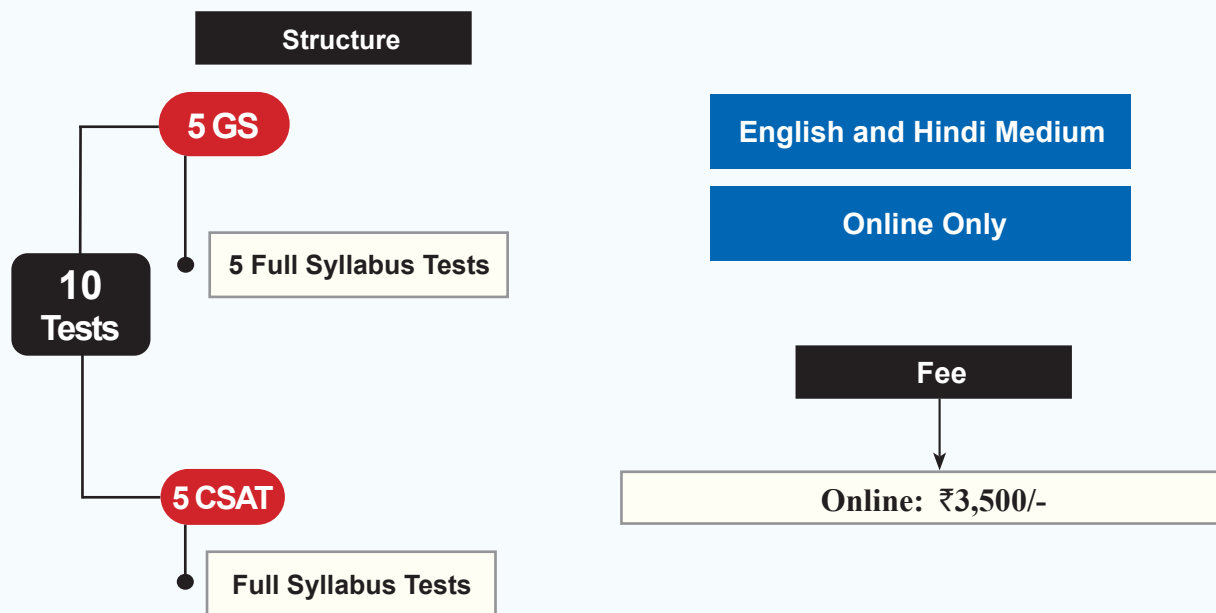 Structure
5 GS
5 Full Syllabus Tests
10
Tests
5 CSAT
Full Syllabus Tests
English and Hindi Medium
Online Only
Fee
Online: ₹3,500/-